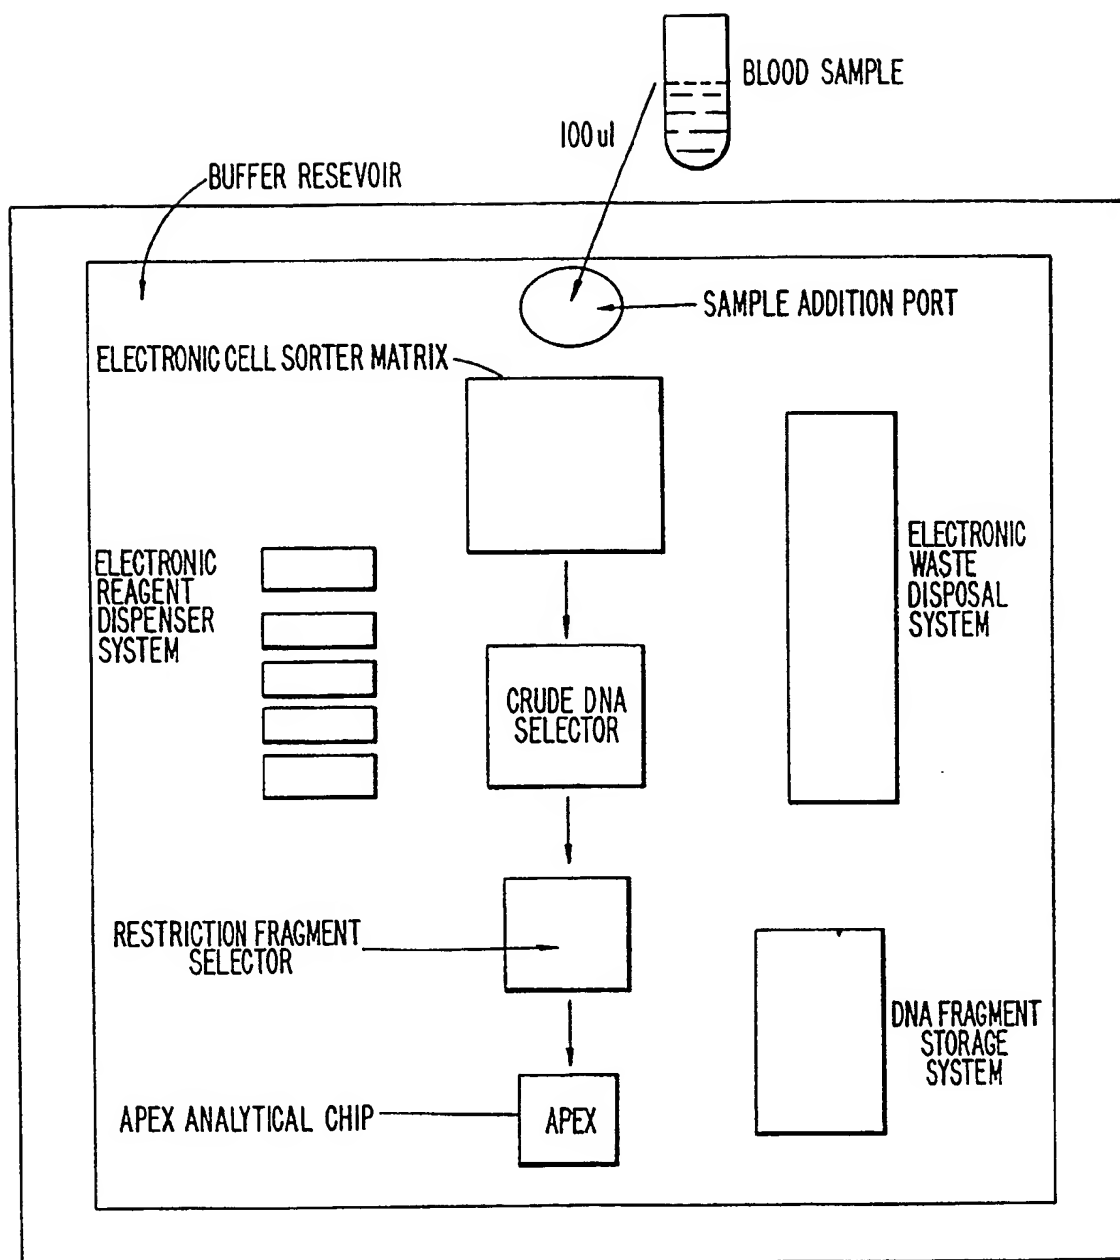 BLOOD SAMPLE
100 ul
BUFFER RESEVOIR
SAMPLE ADDITION PORT
ELECTRONIC CELL SORTER MATRIX
ELECTRONIC
REAGENT
DISPENSER
SYSTEM
ELECTRONIC
WASTE
DISPOSAL
SYSTEM
CRUDE DNA
SELECTOR
RESTRICTION FRAGMENT
SELECTOR
DNA FRAGMENT
STORAGE
SYSTEM
APEX ANALYTICAL CHIP
APEX